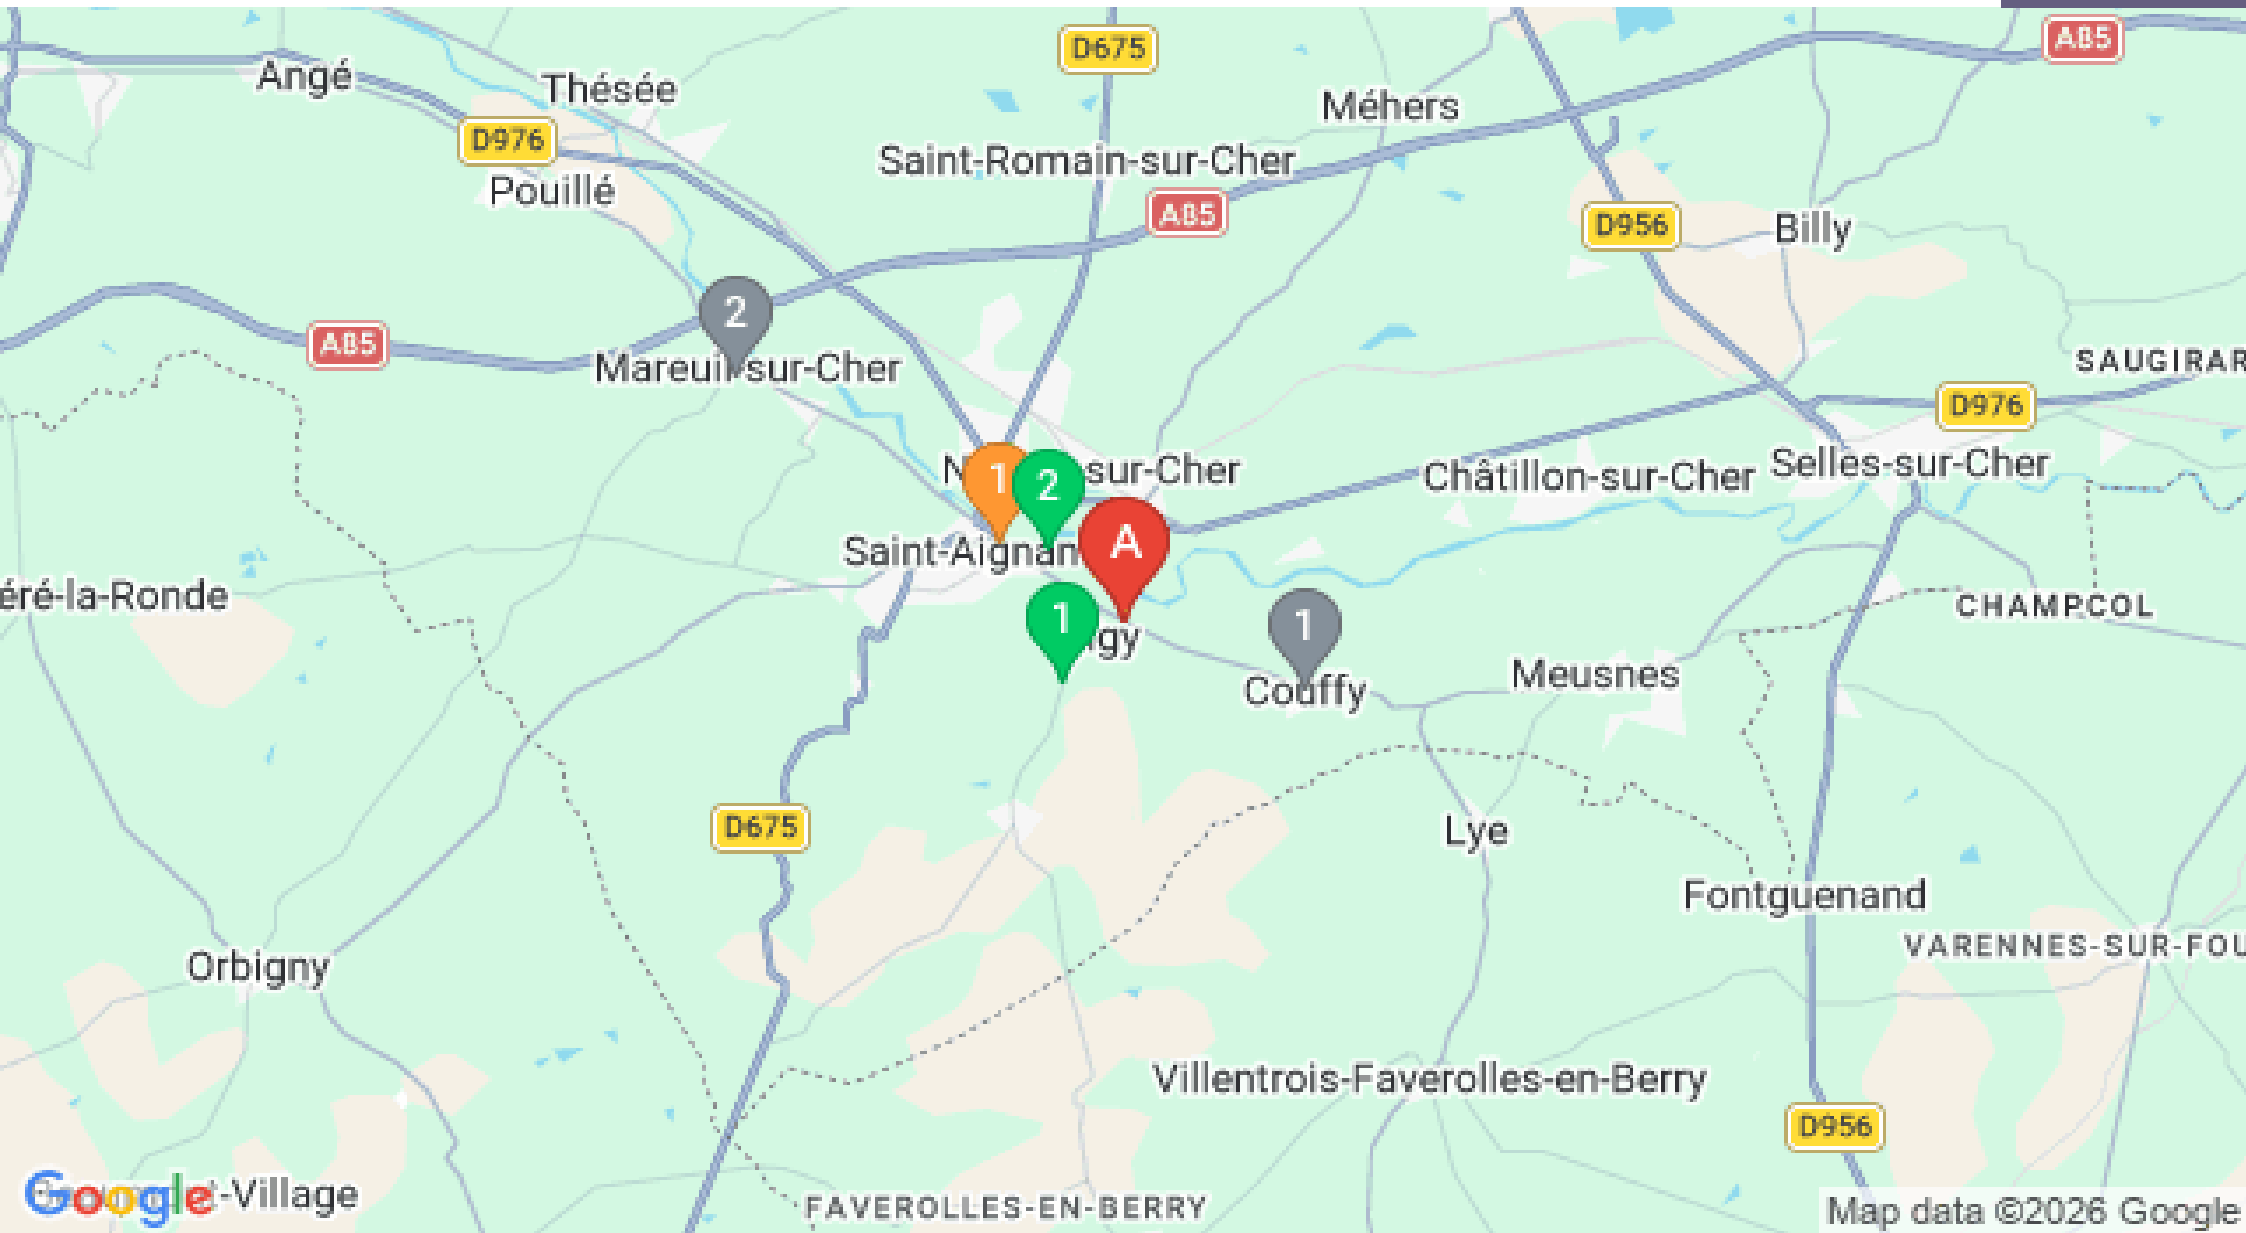 D675
A85
Angé
Thésée
Méhers
D976
Saint-Romain-sur-Cher
Pouillé
A85
D956
Billy
2
A85
Mareuil-sur-Cher
SAUGIRAR
D976
1
2
sur-Cher
Châtillon-sur-Cher
Selles-sur-Cher
A
Saint-Aignan
éré-la-Ronde
1
gy
1
CHAMPCOL
Couffy
Meusnes
D675
Lye
Fontguenand
VARENNES-SUR-FOU
Orbigny
Villentrois-Faverolles-en-Berry
D956
Google
-Village
FAVEROLLES-EN-BERRY
Map data ©2026 Google